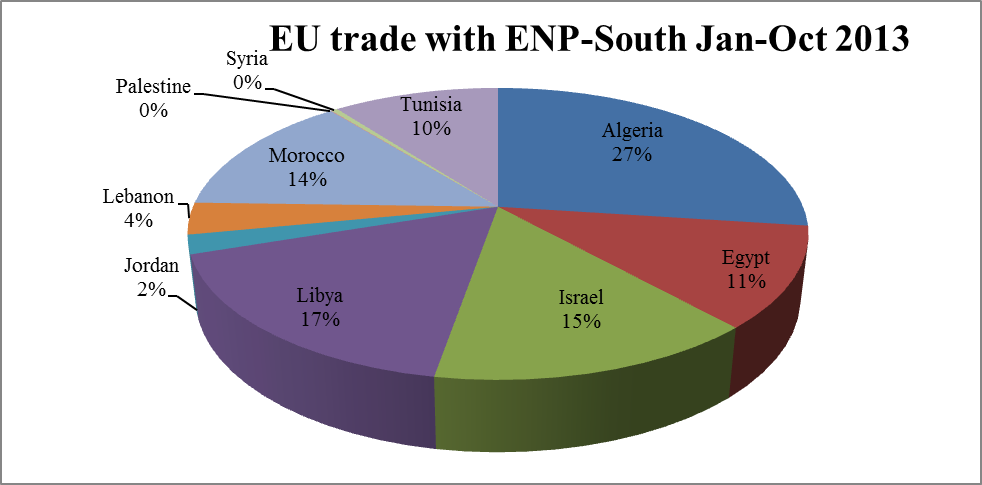 EU trade with ENP-South Jan-Oct 2013
Syria
0%
Palestine
0%
Tunisia
10%
Algeria
27%
Morocco
14%
Lebanon
4%
Egypt
11%
Jordan
2%
Libya
17%
Israel
15%